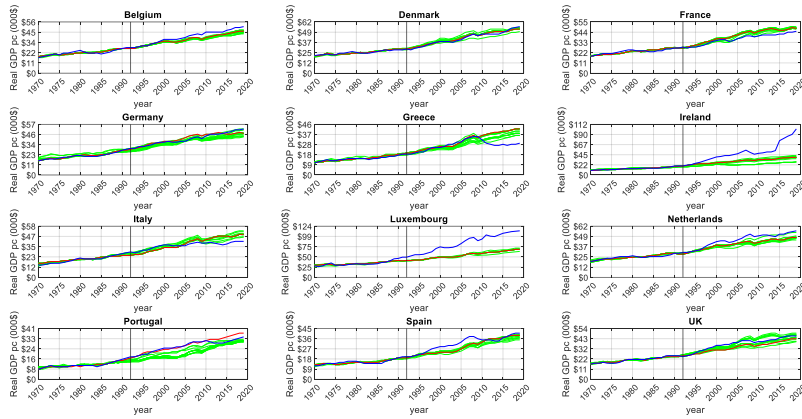 Belgium
Real GDP pc (000$)
$56
$45
$33
$22
$11
$0
1970 1975 1980 1985 1990 1995 2000 2005 2010 2015 2020
year
Denmark
Real GDP pc (000$)
$62
$49
$37
$25
$12
$0
1970 1975 1980 1985 1990 1995 2000 2005 2010 2015 2020
year
France
Real GDP pc (000$)
$55
$44
$33
$22
$11
$0
1970 1975 1980 1985 1990 1995 2000 2005 2010 2015 2020
year
Germany
Real GDP pc (000$)
$57
$46
$34
$23
$11
$0
1970 1975 1980 1985 1990 1995 2000 2005 2010 2015 2020
year
Greece
Real GDP pc (000$)
$46
$37
$27
$18
$9
$0
1970 1975 1980 1985 1990 1995 2000 2005 2010 2015 2020
year
Ireland
Real GDP pc (000$)
$112
$90
$67
$45
$22
$0
1970 1975 1980 1985 1990 1995 2000 2005 2010 2015 2020
year
Italy
Real GDP pc (000$)
$58
$47
$35
$23
$12
$0
1970 1975 1980 1985 1990 1995 2000 2005 2010 2015 2020
year
Luxembourg
Real GDP pc (000$)
$124
$99
$75
$50
$25
$0
1970 1975 1980 1985 1990 1995 2000 2005 2010 2015 2020
year
Netherlands
Real GDP pc (000$)
$62
$49
$37
$25
$12
$0
1970 1975 1980 1985 1990 1995 2000 2005 2010 2015 2020
year
Portugal
Real GDP pc (000$)
$41
$33
$24
$16
$8
$0
1970 1975 1980 1985 1990 1995 2000 2005 2010 2015 2020
year
Spain
Real GDP pc (000$)
$45
$36
$27
$18
$9
$0
1970 1975 1980 1985 1990 1995 2000 2005 2010 2015 2020
year
UK
Real GDP pc (000$)
$54
$43
$32
$22
$11
$0
1970 1975 1980 1985 1990 1995 2000 2005 2010 2015 2020
year